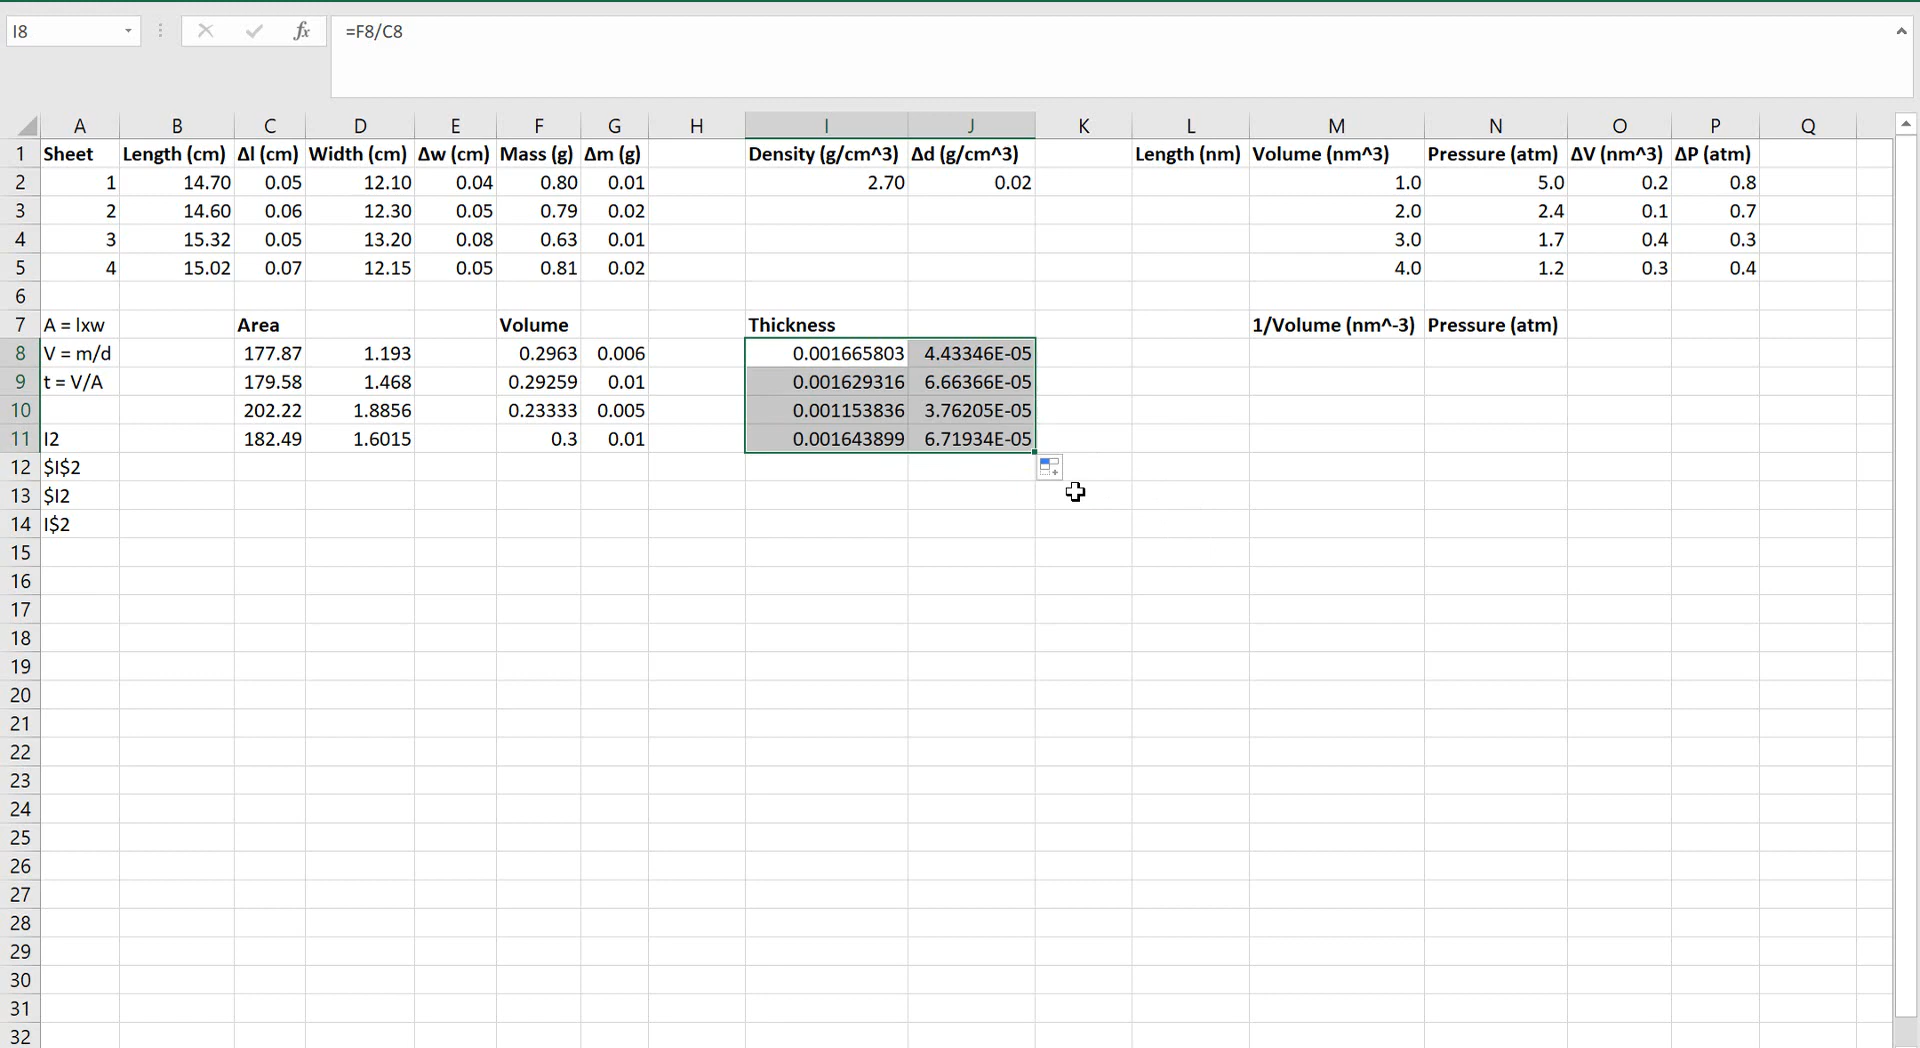 I8 fx =F8/C8
A B C D E F G H I J K L M N O P Q
1 Sheet Length (cm) Δl (cm) Width (cm) Δw (cm) Mass (g) Δm (g) Density (g/cm^3) Δd (g/cm^3) Length (nm) Volume (nm^3) Pressure (atm) ΔV (nm^3) ΔP (atm)
2 1 14.70 0.05 12.10 0.04 0.80 0.01 2.70 0.02 1.0 5.0 0.2 0.8
3 2 14.60 0.06 12.30 0.05 0.79 0.02 2.0 2.4 0.1 0.7
4 3 15.32 0.05 13.20 0.08 0.63 0.01 3.0 1.7 0.4 0.3
5 4 15.02 0.07 12.15 0.05 0.81 0.02 4.0 1.2 0.3 0.4
6
7 A = lxw Area Volume Thickness 1/Volume (nm^-3) Pressure (atm)
8 V = m/d 177.87 1.193 0.2963 0.006 0.001665803 4.43346E-05
9 t = V/A 179.58 1.468 0.29259 0.01 0.001629316 6.66366E-05
10 202.22 1.8856 0.23333 0.005 0.001153836 3.76205E-05
11 I2 182.49 1.6015 0.3 0.01 0.001643899 6.71934E-05
12 $I$2
13 $I2
14 I$2
15
16
17
18
19
20
21
22
23
24
25
26
27
28
29
30
31
32